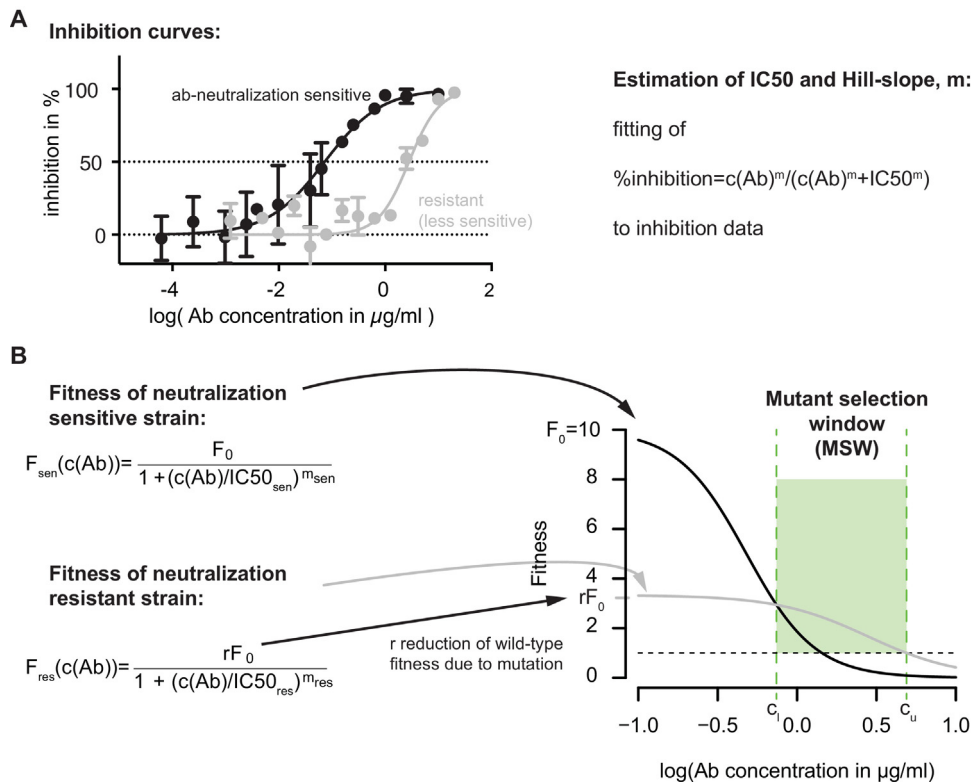 A
Inhibition curves:
100
50
0
inhibition in %
ab-neutralization sensitive
resistant
(less sensitive)
-4
-2
0
2
log( Ab concentration in µg/ml )
Estimation of IC50 and Hill-slope, m:
fitting of
%inhibition=c(Ab)ᵐ/(c(Ab)ᵐ+IC50ᵐ)
to inhibition data
B
Fitness of neutralization
sensitive strain:
F_sen(c(Ab))= F₀ / 1+(c(Ab)/IC50_sen)^m_sen
Fitness of neutralization
resistant strain:
F_res(c(Ab))= rF₀ / 1 + (c(Ab)/IC50_res)^m_res
r reduction of wild-type
fitness due to mutation
Mutant selection
window
(MSW)
F₀=10
8
6
4
rF₀
2
0
Fitness
−1.0
−0.5
0.0
0.5
1.0
c_l
c_u
log(Ab concentration in µg/ml)